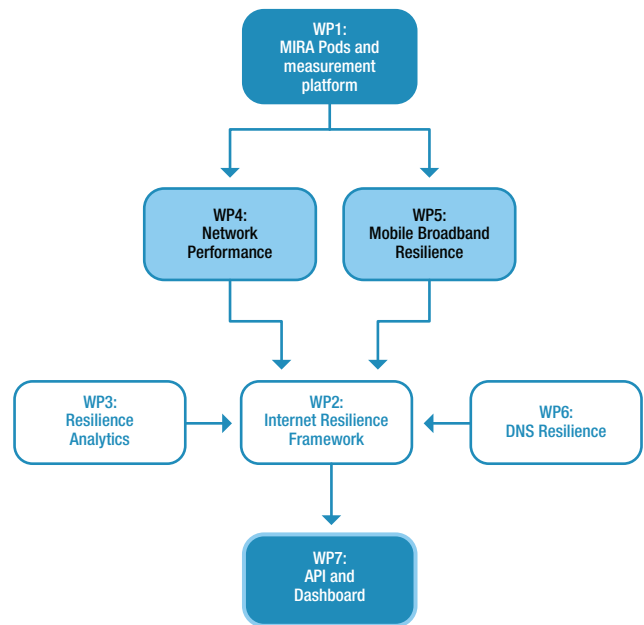 WP1:
MIRA Pods and
measurement
platform
WP4:
Network
Performance
WP5:
Mobile Broadband
Resilience
WP3:
Resilience
Analytics
WP2:
Internet Resilience
Framework
WP6:
DNS Resilience
WP7:
API and
Dashboard